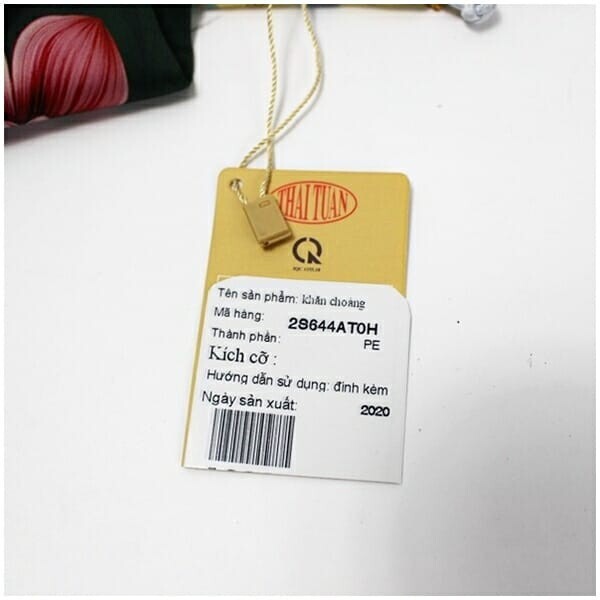 THAI TUAN
Tên sản phẩm: khăn choàng
Mã hàng: 2S644AT0H
Thành phần: PE
Kích cỡ :
Hướng dẫn sử dụng: đính kèm
Ngày sản xuất: 2020